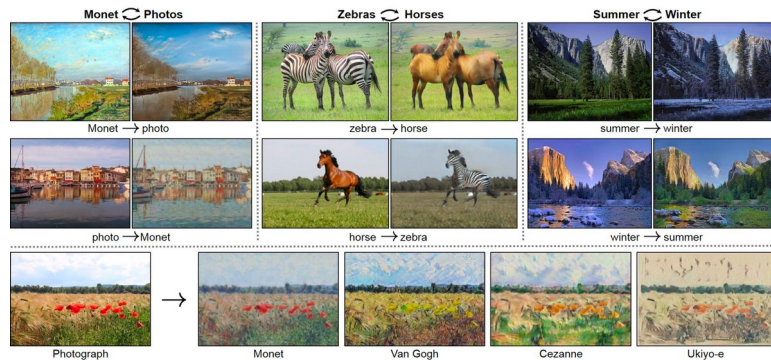 Monet ⇄ Photos
Zebras ⇄ Horses
Summer ⇄ Winter
Monet → photo
zebra → horse
summer → winter
photo → Monet
horse → zebra
winter → summer
Photograph
Monet
Van Gogh
Cezanne
Ukiyo-e